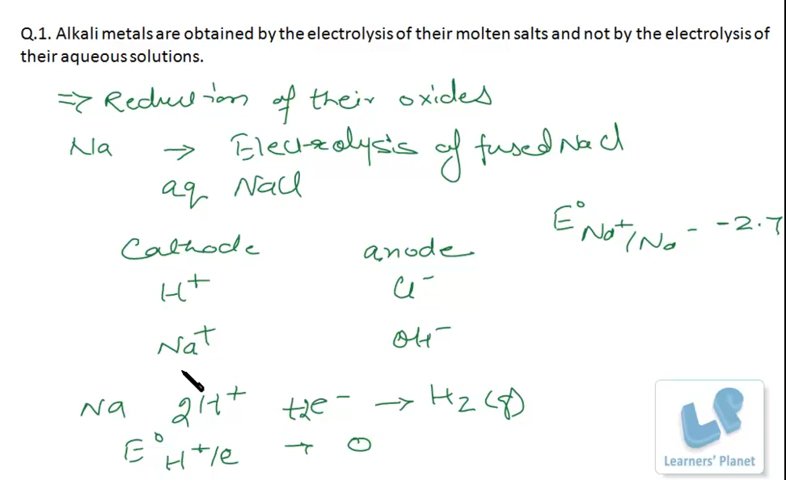 Q.1. Alkali metals are obtained by the electrolysis of their molten salts and not by the electrolysis of
their aqueous solutions.
⇒ Reduction of their oxides
Na → Electrolysis of fused NaCl
aq NaCl
E° Na+/Na - -2.7
Cathode anode
H+ Cl-
Na+ OH-
Na 2H+ +2e- → H2(g)
E° H+/e → 0
LP
Learners' Planet